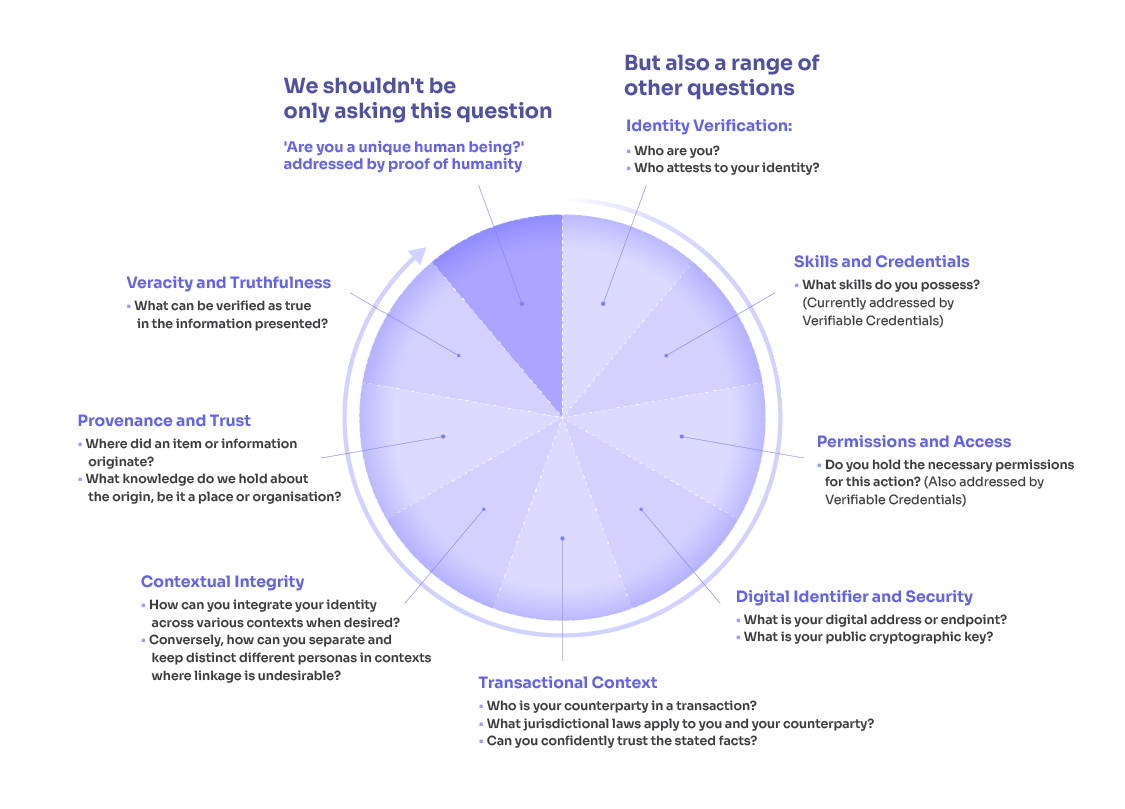 We shouldn't be
only asking this question
'Are you a unique human being?'
addressed by proof of humanity
But also a range of
other questions
Identity Verification:
▪ Who are you?
▪ Who attests to your identity?
Skills and Credentials
▪ What skills do you possess?
(Currently addressed by
Verifiable Credentials)
Permissions and Access
▪ Do you hold the necessary permissions
for this action? (Also addressed by
Verifiable Credentials)
Digital Identifier and Security
▪ What is your digital address or endpoint?
▪ What is your public cryptographic key?
Transactional Context
▪ Who is your counterparty in a transaction?
▪ What jurisdictional laws apply to you and your counterparty?
▪ Can you confidently trust the stated facts?
Contextual Integrity
▪ How can you integrate your identity
across various contexts when desired?
▪ Conversely, how can you separate and
keep distinct different personas in contexts
where linkage is undesirable?
Provenance and Trust
▪ Where did an item or information
originate?
▪ What knowledge do we hold about
the origin, be it a place or organisation?
Veracity and Truthfulness
▪ What can be verified as true
in the information presented?